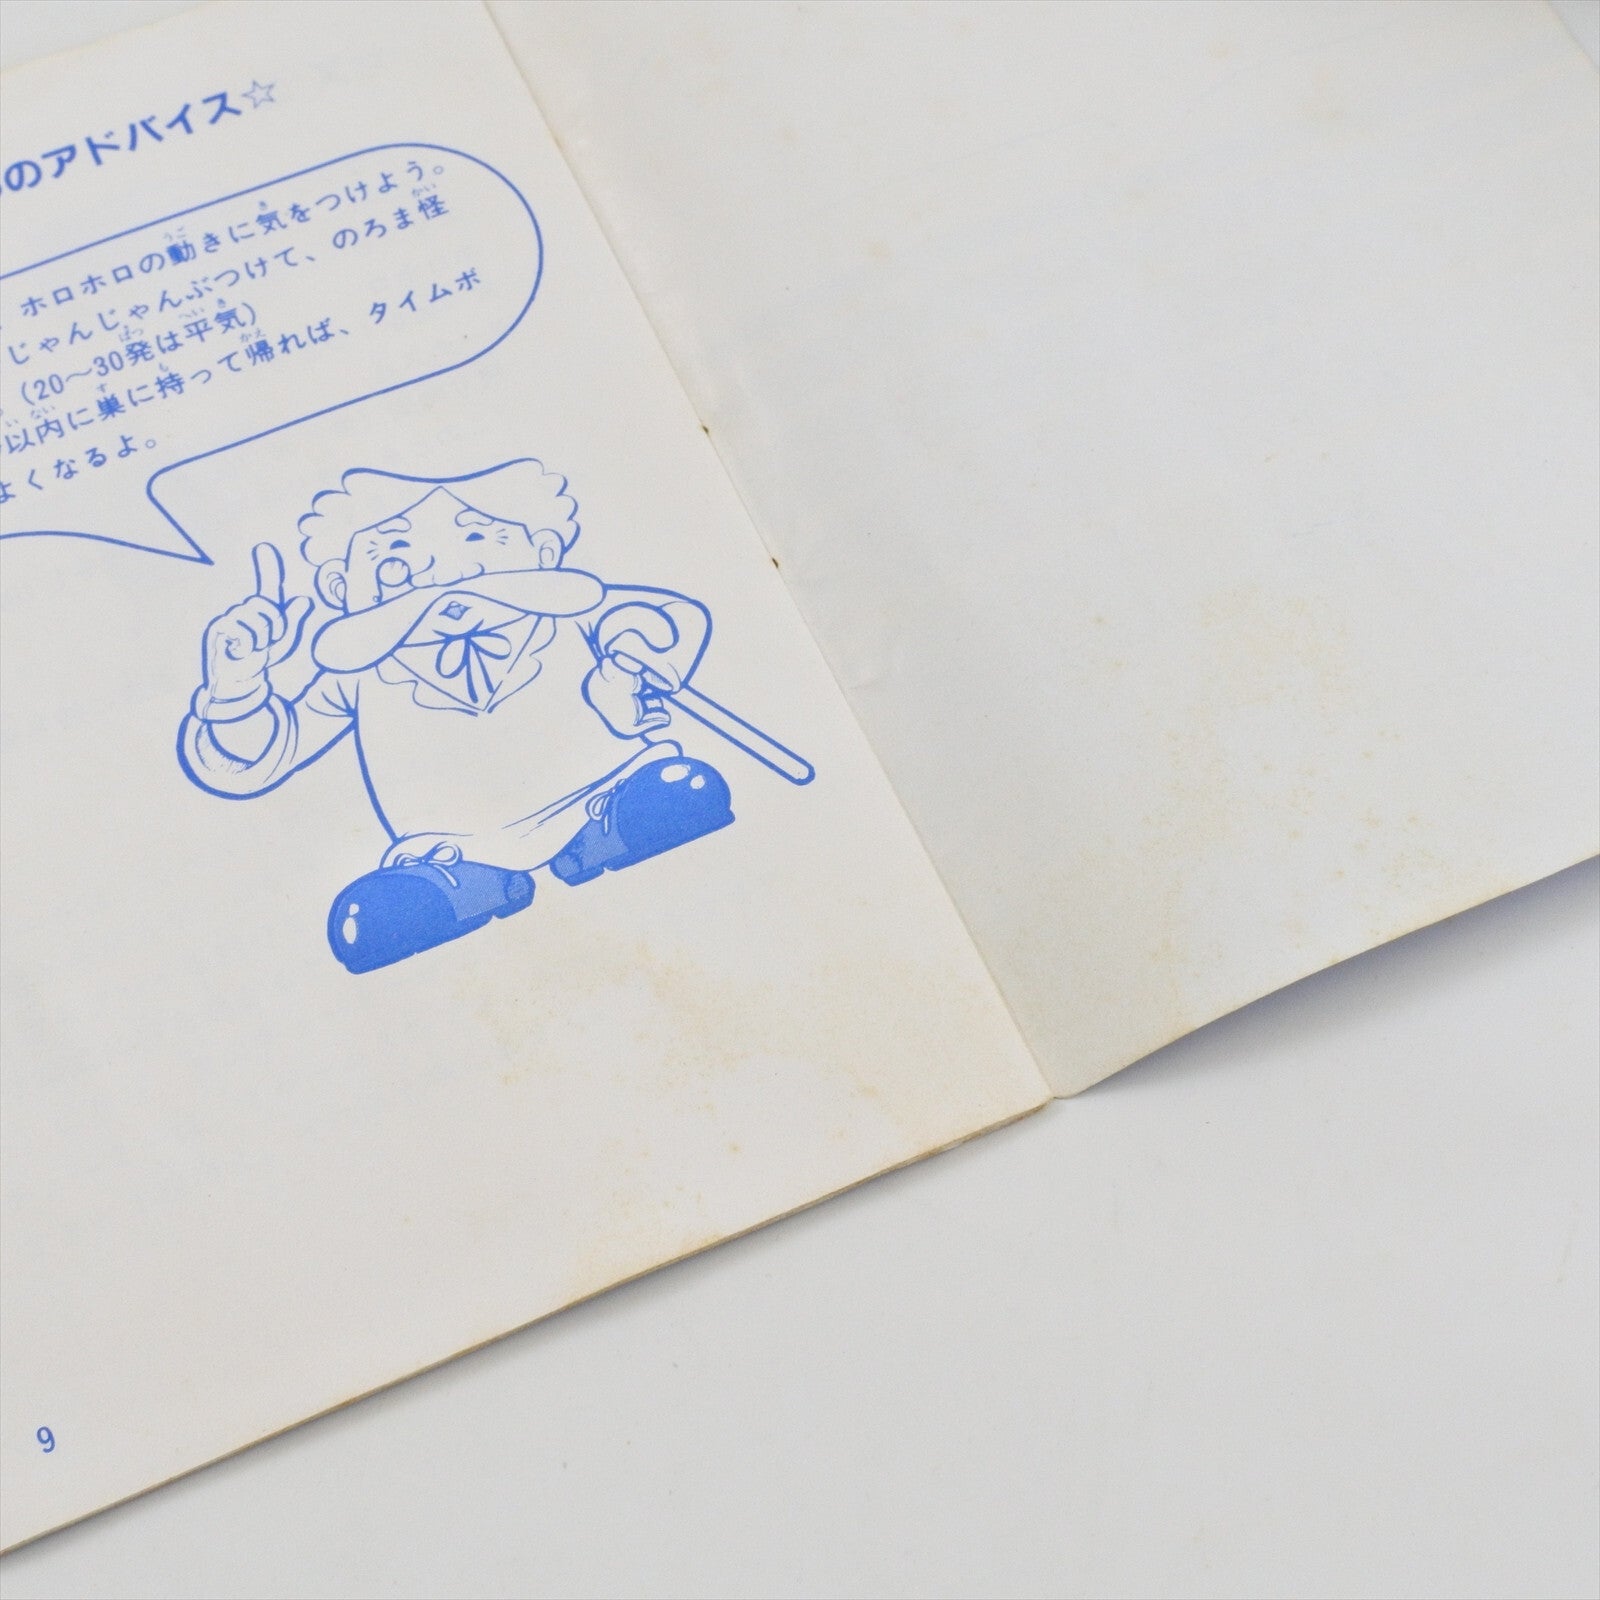 のアドバイス☆
ホロホロの動きに気をつけよう。
じゃんじゃんぶつけて、のろま怪
(20～30発は平気)
以内に巣に持って帰れば、タイムボ
よくなるよ。
9